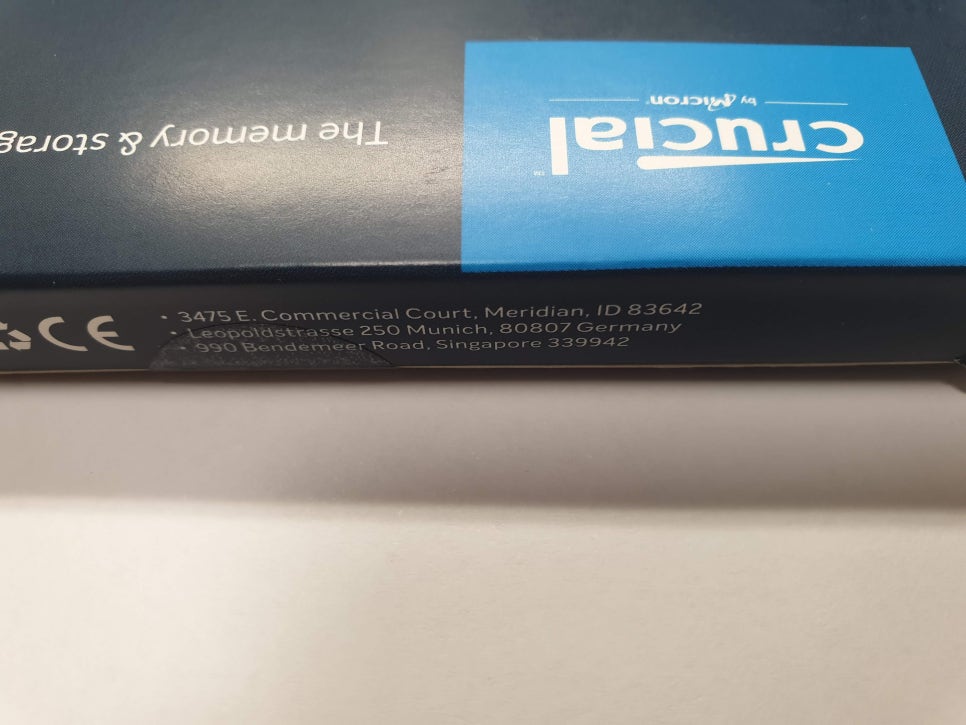 crucial™
by Micron®
The memory & storag
• 3475 E. Commercial Court, Meridian, ID 83642
• Leopoldstrasse 250 Munich, 80807 Germany
• 990 Bendemeer Road, Singapore 339942
CE